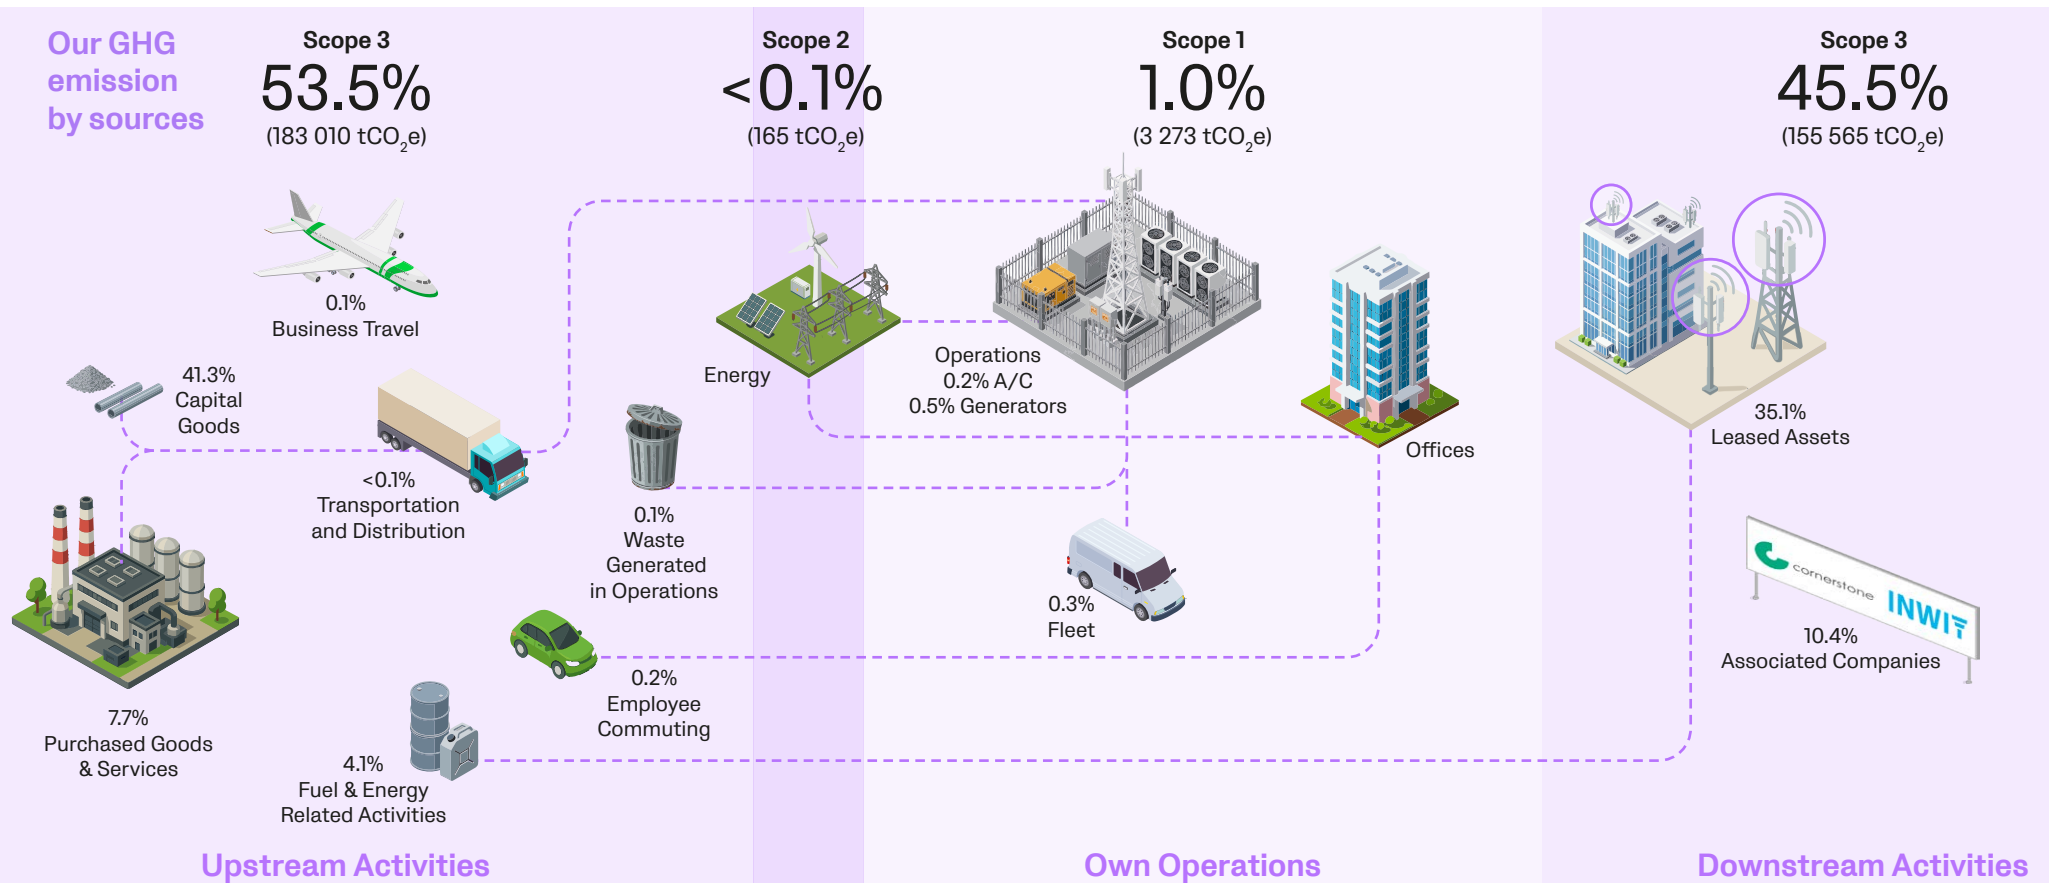 Our GHG
emission
by sources
Scope 3
53.5%
(183 010 tCO₂e)
Scope 2
<0.1%
(165 tCO₂e)
Scope 1
1.0%
(3 273 tCO₂e)
Scope 3
45.5%
(155 565 tCO₂e)
0.1%
Business Travel
41.3%
Capital
Goods
<0.1%
Transportation
and Distribution
7.7%
Purchased Goods
& Services
4.1%
Fuel & Energy
Related Activities
0.1%
Waste
Generated
in Operations
0.2%
Employee
Commuting
Energy
Operations
0.2% A/C
0.5% Generators
Offices
0.3%
Fleet
35.1%
Leased Assets
cornerstone
INWIT
10.4%
Associated Companies
Upstream Activities
Own Operations
Downstream Activities